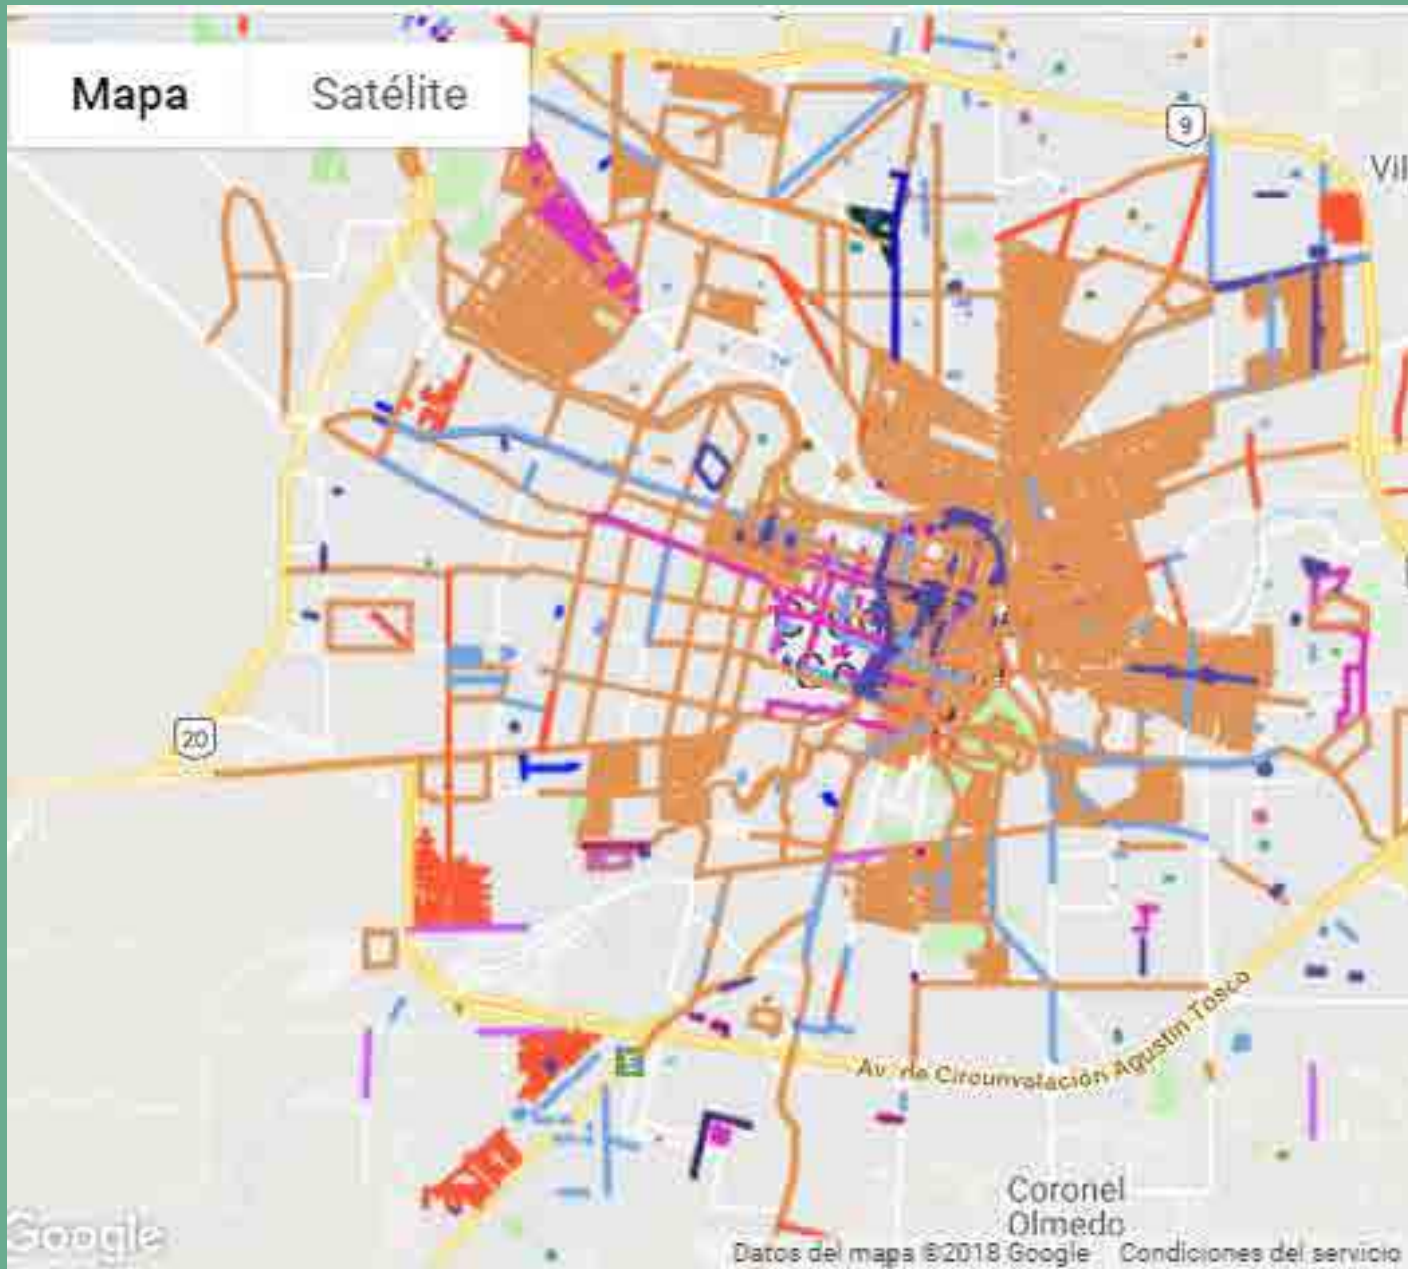 Mapa Satélite
9
Vil
20
Av. de Circunvalación Agustín Tosco
Coronel
Olmedo
Google
Datos del mapa ©2018 Google Condiciones del servicio